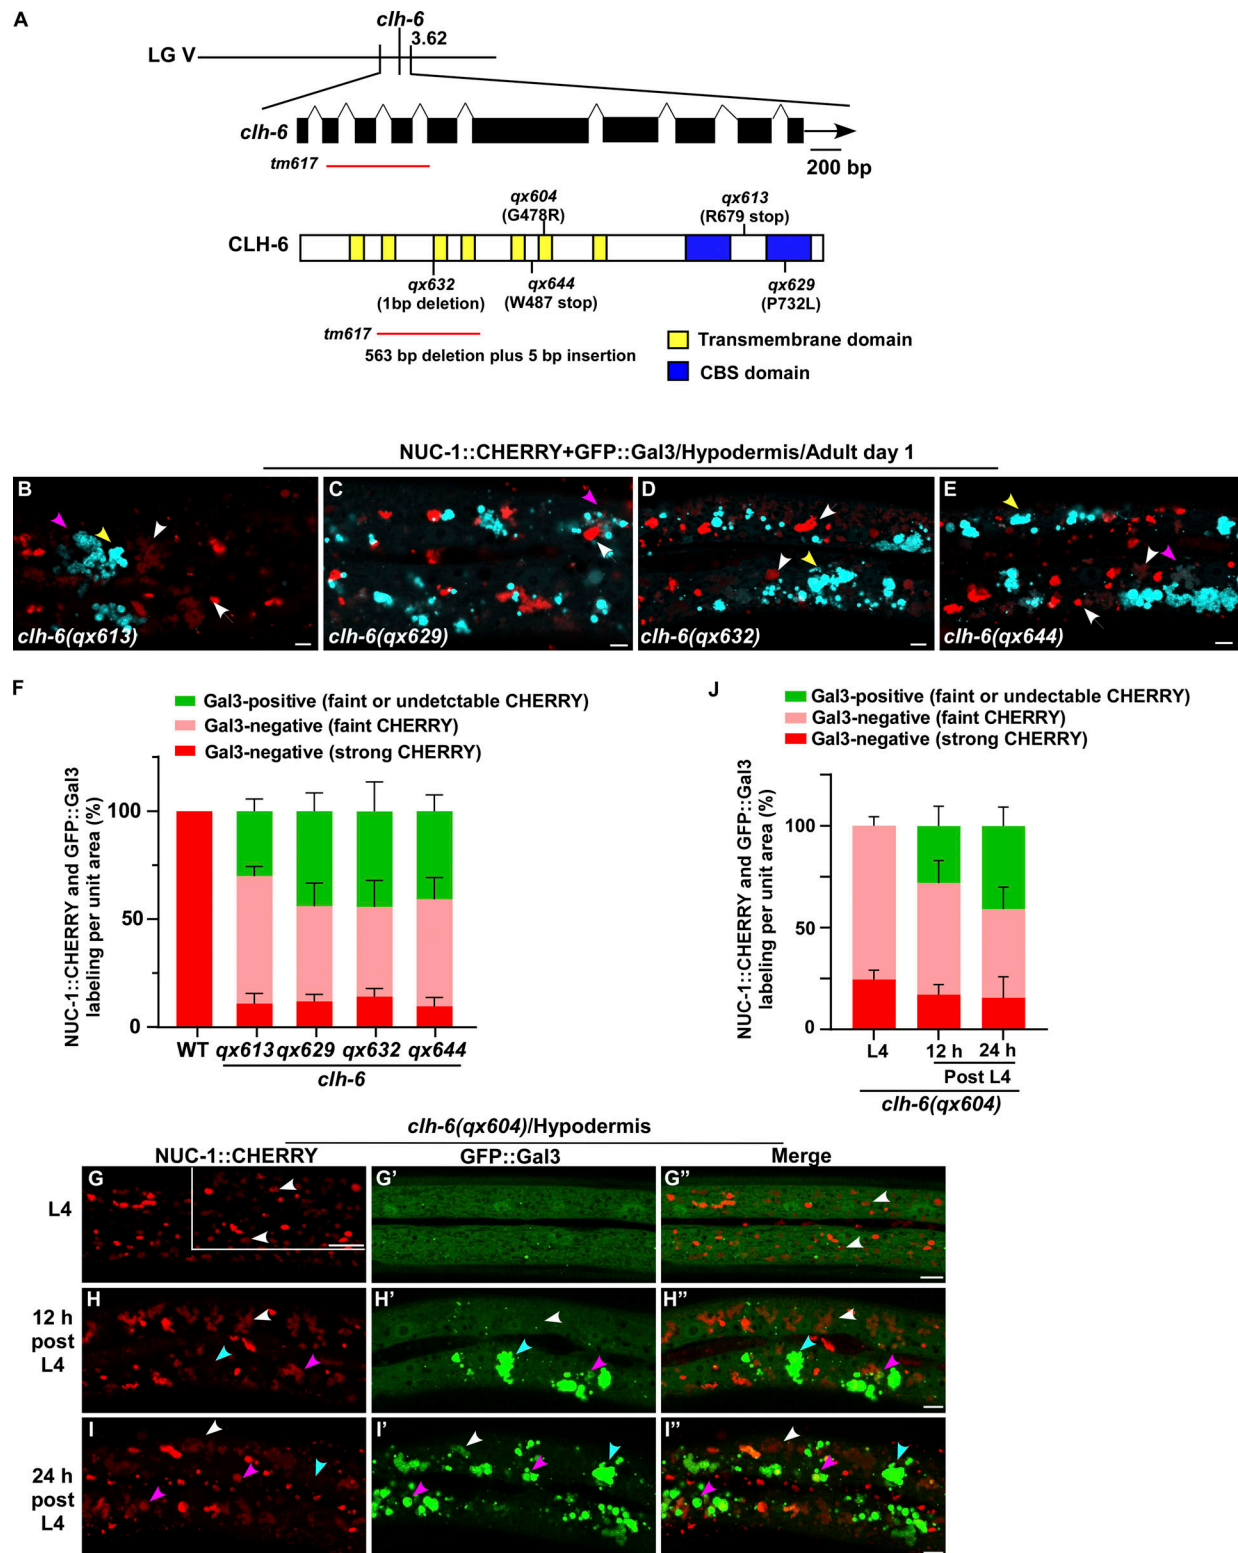 A
clh-6
3.62
LG V
clh-6
tm617
200 bp
qx604
(G478R)
qx613
(R679 stop)
CLH-6
qx632
(1bp deletion)
qx644
(W487 stop)
qx629
(P732L)
tm617
563 bp deletion plus 5 bp insertion
Transmembrane domain
CBS domain
NUC-1::CHERRY+GFP::Gal3/Hypodermis/Adult day 1
B
clh-6(qx613)
C
clh-6(qx629)
D
clh-6(qx632)
E
clh-6(qx644)
F
Gal3-positive (faint or undetctable CHERRY)
Gal3-negative (faint CHERRY)
Gal3-negative (strong CHERRY)
NUC-1::CHERRY and GFP::Gal3
labeling per unit area (%)
100
50
0
WT qx613 qx629 qx632 qx644
clh-6
J
Gal3-positive (faint or undectable CHERRY)
Gal3-negative (faint CHERRY)
Gal3-negative (strong CHERRY)
NUC-1::CHERRY and GFP::Gal3
labeling per unit area (%)
100
50
0
L4 12 h 24 h
Post L4
clh-6(qx604)
clh-6(qx604)/Hypodermis
NUC-1::CHERRY GFP::Gal3 Merge
L4
G G’ G’’
12 h
post
L4
H H’ H’’
24 h
post
L4
I I’ I’’